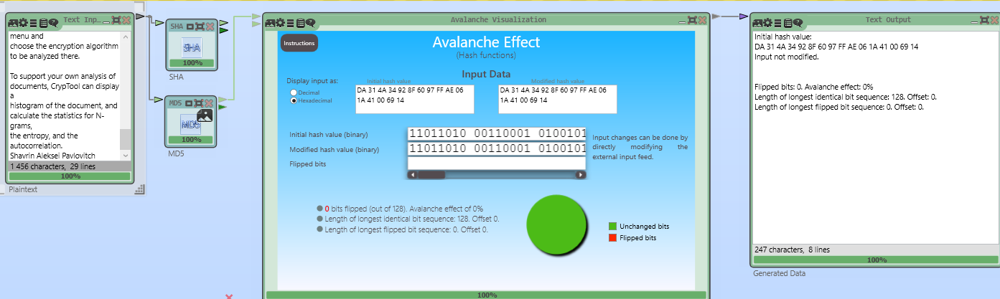 Text Inp...
menu and
choose the encryption algorithm
to be analyzed there.
To support your own analysis of
documents, CrypTool can display
a
histogram of the document, and
calculate the statistics for N-
grams,
the entropy, and the
autocorrelation.
Shavrin Aleksei Pavlovitch
1 456 characters, 29 lines
100%
Plaintext
SHA
SHA
100%
SHA
MD5
MD5
100%
MD5
Avalanche Visualization
Instructions
Avalanche Effect
(Hash functions)
Input Data
Display input as:
Decimal
Hexadecimal
Initial hash value
DA 31 4A 34 92 8F 60 97 FF AE 06
1A 41 00 69 14
Modified hash value
DA 31 4A 34 92 8F 60 97 FF AE 06
1A 41 00 69 14
Initial hash value (binary)
11011010 00110001 0100101
Modified hash value (binary)
11011010 00110001 0100101
Flipped bits
Input changes can be done by
directly modifying the
external input feed.
0 bits flipped (out of 128). Avalanche effect of 0%
Length of longest identical bit sequence: 128. Offset 0.
Length of longest flipped bit sequence: 0. Offset 0.
Unchanged bits
Flipped bits
100%
Text Output
Initial hash value:
DA 31 4A 34 92 8F 60 97 FF AE 06 1A 41 00 69 14
Input not modified.
Flipped bits: 0. Avalanche effect: 0%
Length of longest identical bit sequence: 128. Offset: 0.
Length of longest flipped bit sequence: 0. Offset: 0.
247 characters, 8 lines
100%
Generated Data